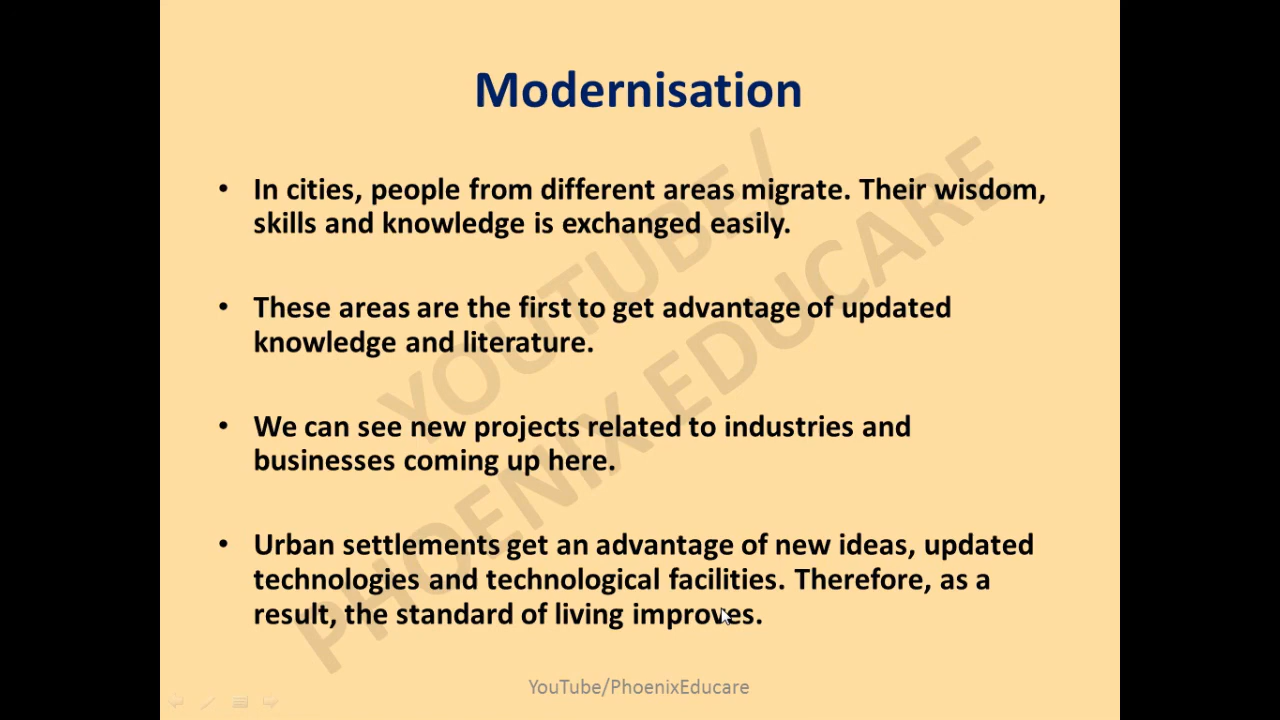 Modernisation
• In cities, people from different areas migrate. Their wisdom,
skills and knowledge is exchanged easily.
• These areas are the first to get advantage of updated
knowledge and literature.
• We can see new projects related to industries and
businesses coming up here.
• Urban settlements get an advantage of new ideas, updated
technologies and technological facilities. Therefore, as a
result, the standard of living improves.
YOUTUBE/
PHOENIX EDUCARE
YouTube/PhoenixEducare